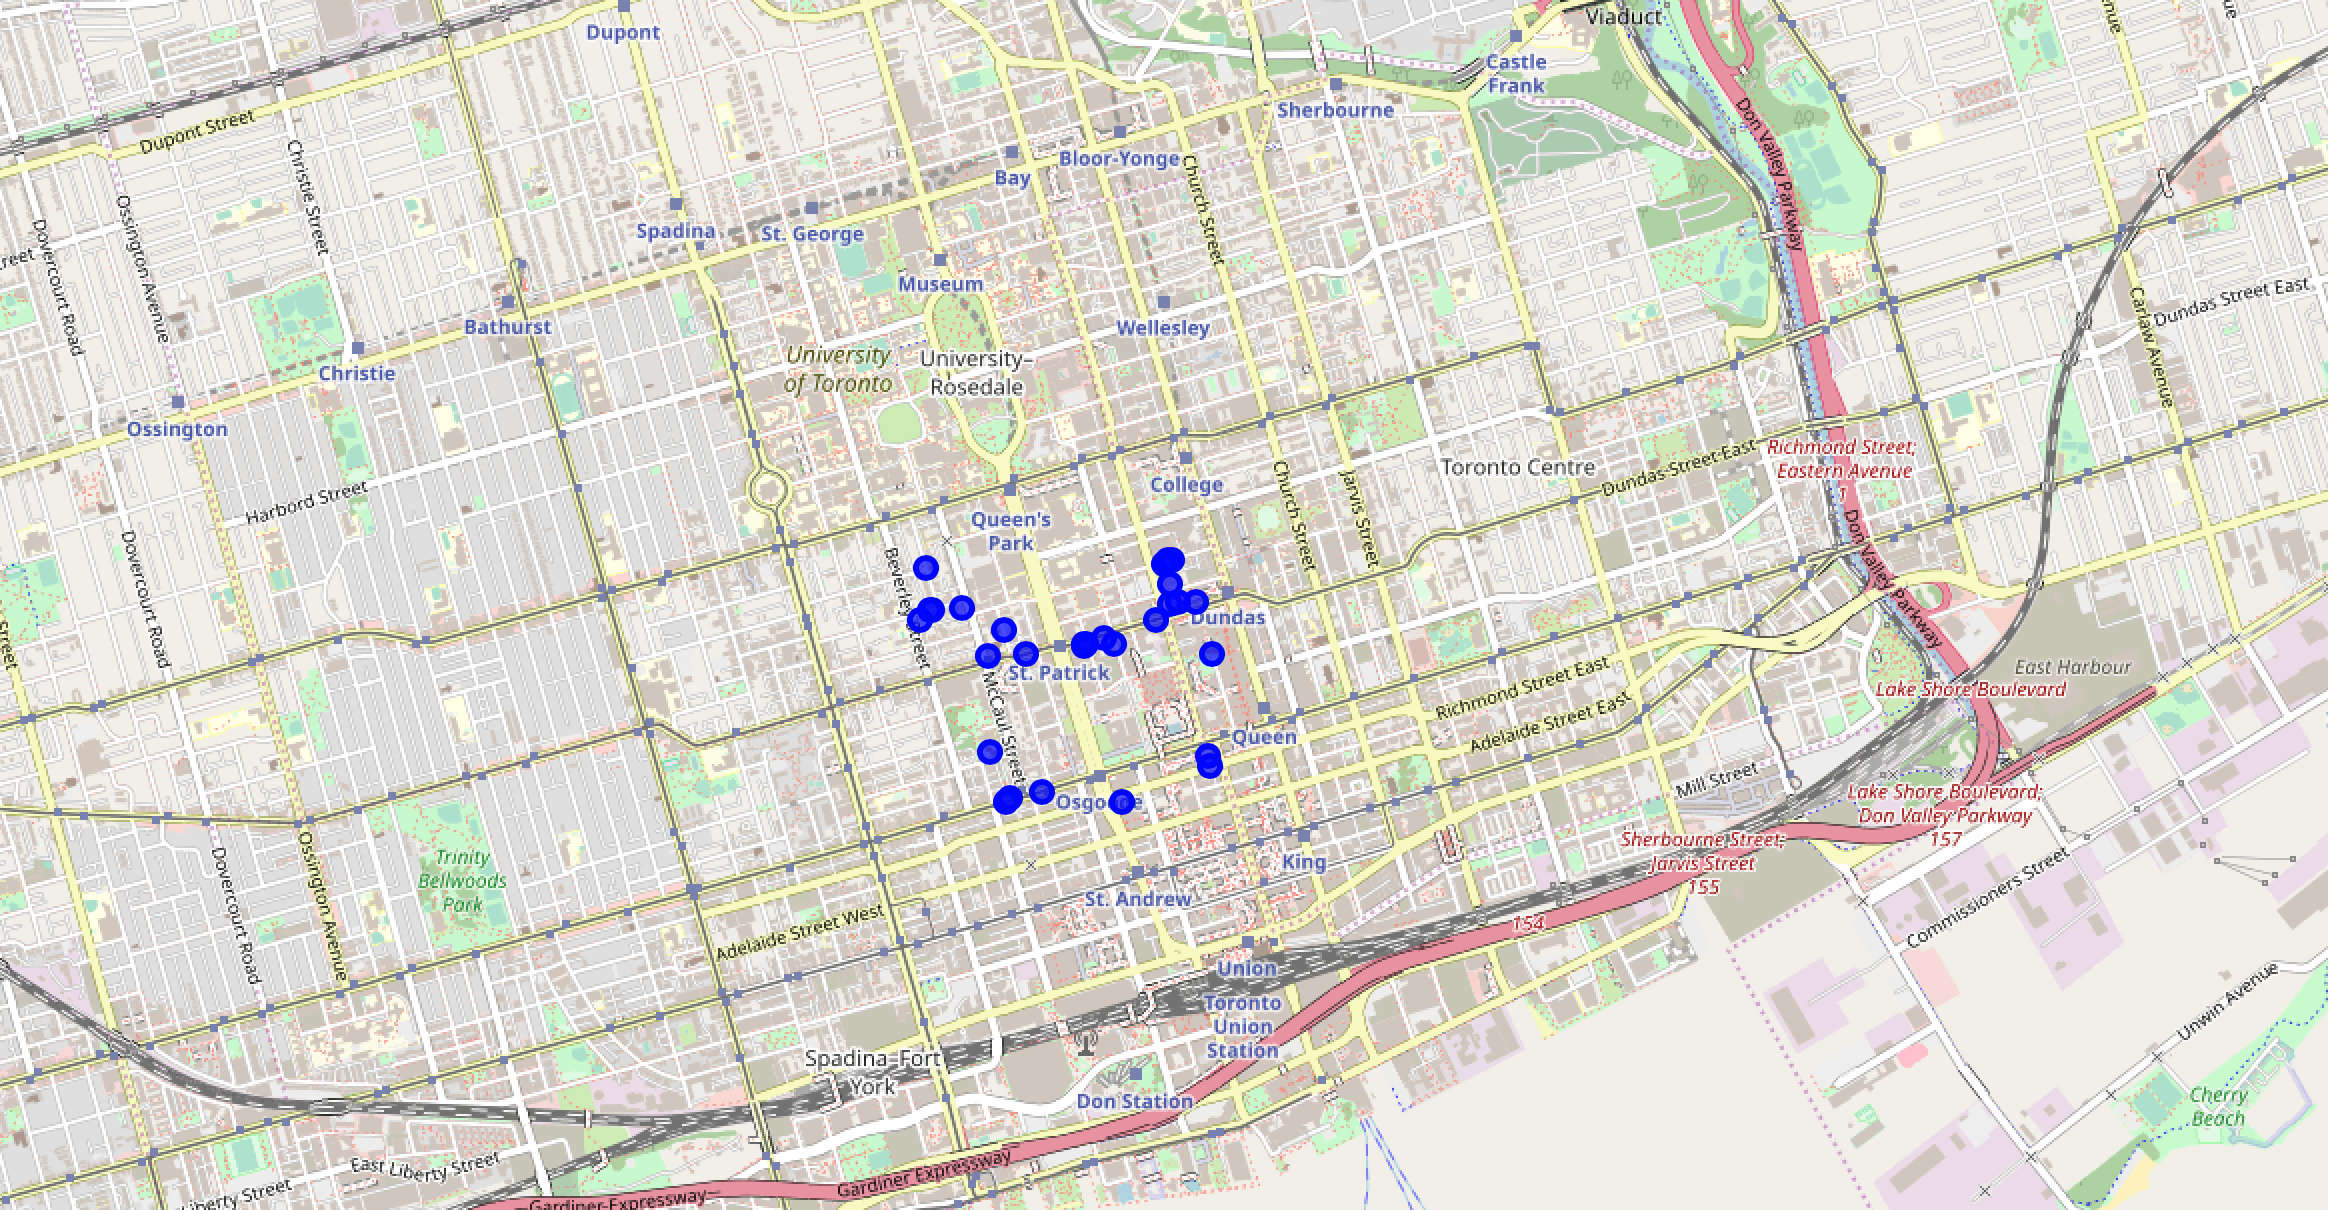 Viaduct
Dupont
Castle
Frank
Sherbourne
Dupont Street
Christie Street
Bloor-Yonge
Bay
Church Street
Don Valley Parkway
Ossington Avenue
Dovercourt Road
Spadina
St. George
Museum
Dundas Street East
Carlaw Avenue
Bathurst
Wellesley
University
of Toronto
University–
Rosedale
Christie
Ossington
Harbord Street
Toronto Centre
Dundas Street East
Richmond Street;
Eastern Avenue
1
College
Church Street
Jarvis Street
Queen's
Park
Don Valley Parkway
Dovercourt Road
Beverley Street
Dundas
St. Patrick
McCaul Street
East Harbour
Lake Shore Boulevard
Richmond Street East
Adelaide Street East
Queen
Mill Street
Osgoode
Lake Shore Boulevard;
Don Valley Parkway
157
Sherbourne Street;
Jarvis Street
155
King
Trinity
Bellwoods
Park
Ossington Avenue
Dovercourt Road
St. Andrew
Adelaide Street West
154
Commissioners Street
Union
Toronto
Union
Station
Unwin Avenue
Spadina–Fort
York
Don Station
Cherry
Beach
East Liberty Street
Liberty Street
Gardiner Expressway
Gardiner Expressway